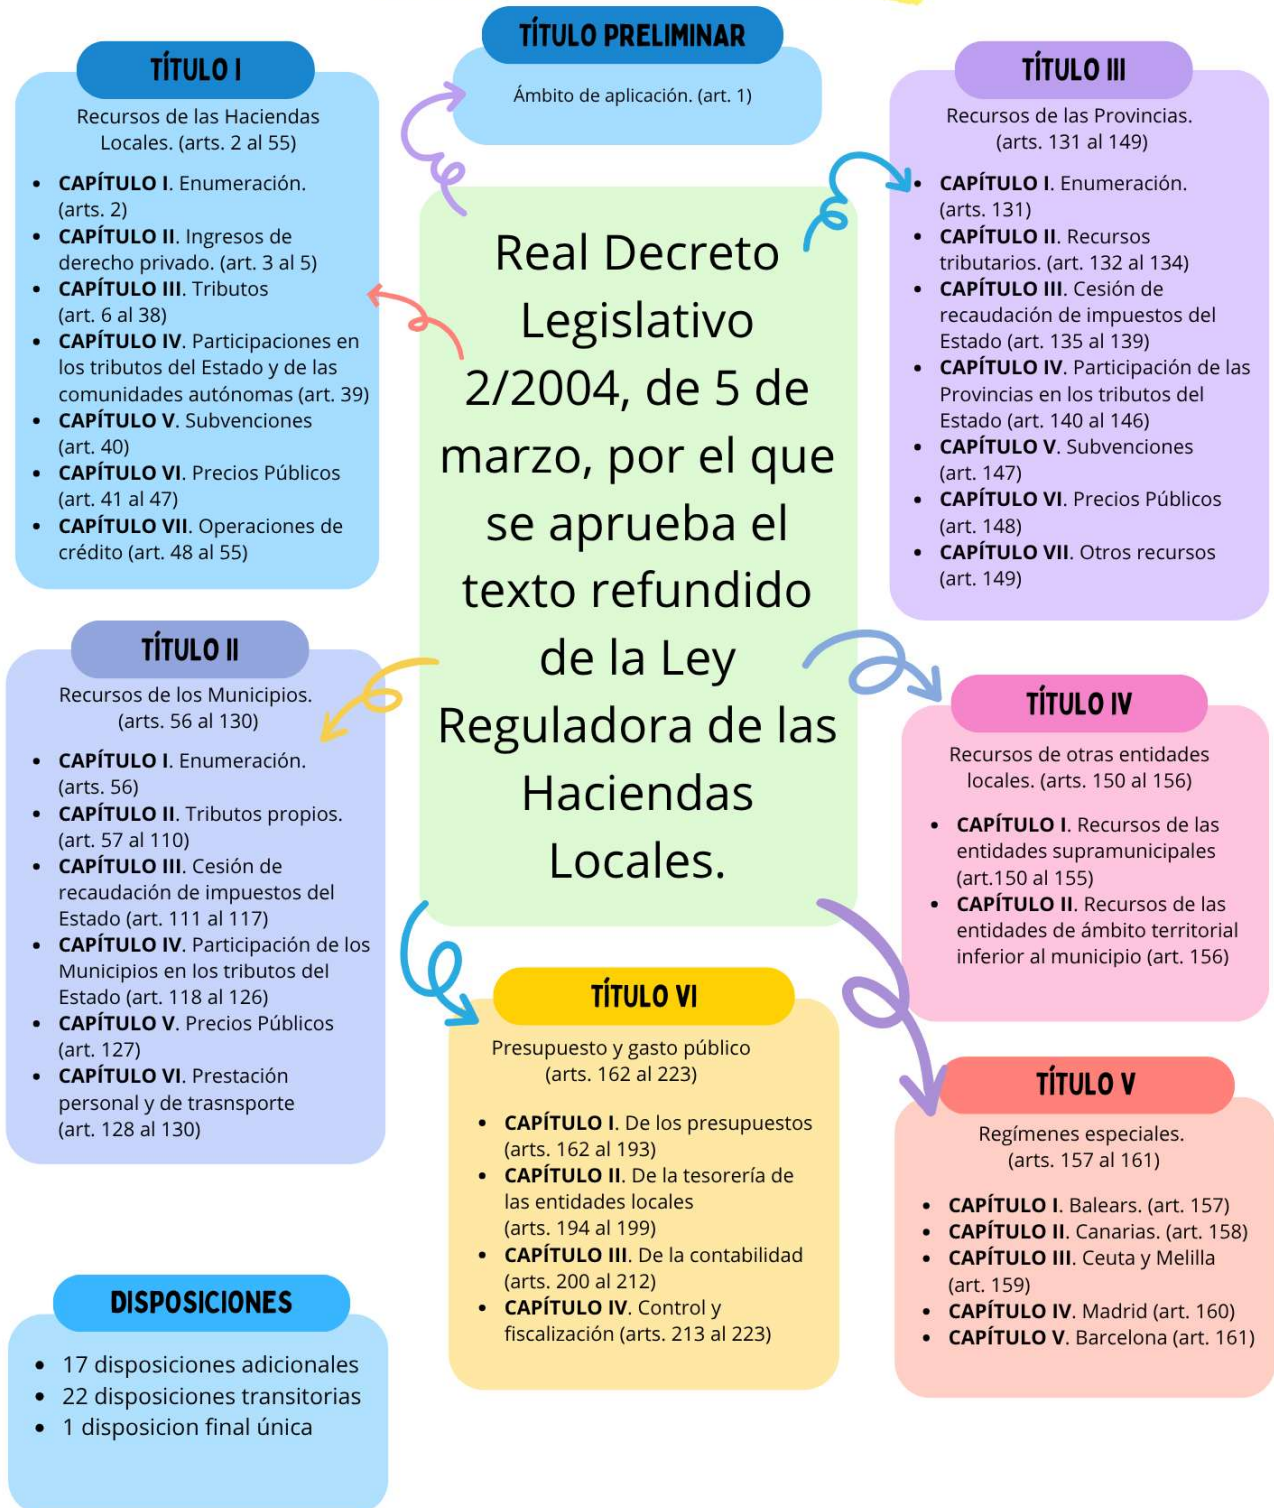 TÍTULO PRELIMINAR
Ámbito de aplicación. (art. 1)
TÍTULO I
Recursos de las Haciendas
Locales. (arts. 2 al 55)
• CAPÍTULO I. Enumeración.
(arts. 2)
• CAPÍTULO II. Ingresos de
derecho privado. (art. 3 al 5)
• CAPÍTULO III. Tributos
(art. 6 al 38)
• CAPÍTULO IV. Participaciones en
los tributos del Estado y de las
comunidades autónomas (art. 39)
• CAPÍTULO V. Subvenciones
(art. 40)
• CAPÍTULO VI. Precios Públicos
(art. 41 al 47)
• CAPÍTULO VII. Operaciones de
crédito (art. 48 al 55)
Real Decreto
Legislativo
2/2004, de 5 de
marzo, por el que
se aprueba el
texto refundido
de la Ley
Reguladora de las
Haciendas
Locales.
TÍTULO III
Recursos de las Provincias.
(arts. 131 al 149)
• CAPÍTULO I. Enumeración.
(arts. 131)
• CAPÍTULO II. Recursos
tributarios. (art. 132 al 134)
• CAPÍTULO III. Cesión de
recaudación de impuestos del
Estado (art. 135 al 139)
• CAPÍTULO IV. Participación de las
Provincias en los tributos del
Estado (art. 140 al 146)
• CAPÍTULO V. Subvenciones
(art. 147)
• CAPÍTULO VI. Precios Públicos
(art. 148)
• CAPÍTULO VII. Otros recursos
(art. 149)
TÍTULO II
Recursos de los Municipios.
(arts. 56 al 130)
• CAPÍTULO I. Enumeración.
(arts. 56)
• CAPÍTULO II. Tributos propios.
(art. 57 al 110)
• CAPÍTULO III. Cesión de
recaudación de impuestos del
Estado (art. 111 al 117)
• CAPÍTULO IV. Participación de los
Municipios en los tributos del
Estado (art. 118 al 126)
• CAPÍTULO V. Precios Públicos
(art. 127)
• CAPÍTULO VI. Prestación
personal y de trasnsporte
(art. 128 al 130)
TÍTULO IV
Recursos de otras entidades
locales. (arts. 150 al 156)
• CAPÍTULO I. Recursos de las
entidades supramunicipales
(art.150 al 155)
• CAPÍTULO II. Recursos de las
entidades de ámbito territorial
inferior al municipio (art. 156)
TÍTULO VI
Presupuesto y gasto público
(arts. 162 al 223)
• CAPÍTULO I. De los presupuestos
(arts. 162 al 193)
• CAPÍTULO II. De la tesorería de
las entidades locales
(arts. 194 al 199)
• CAPÍTULO III. De la contabilidad
(arts. 200 al 212)
• CAPÍTULO IV. Control y
fiscalización (arts. 213 al 223)
TÍTULO V
Regímenes especiales.
(arts. 157 al 161)
• CAPÍTULO I. Balears. (art. 157)
• CAPÍTULO II. Canarias. (art. 158)
• CAPÍTULO III. Ceuta y Melilla
(art. 159)
• CAPÍTULO IV. Madrid (art. 160)
• CAPÍTULO V. Barcelona (art. 161)
DISPOSICIONES
• 17 disposiciones adicionales
• 22 disposiciones transitorias
• 1 disposicion final única